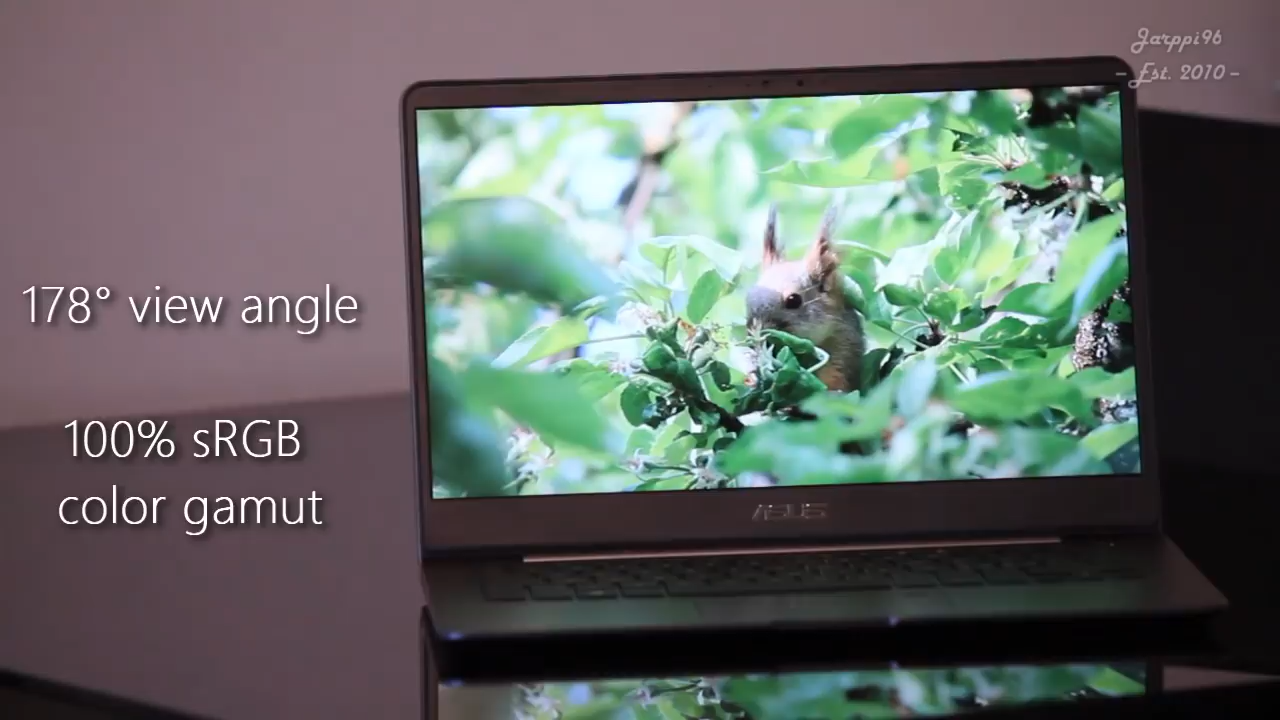 Jarppi96
- Est. 2010 -
178° view angle
100% sRGB
color gamut
ASUS